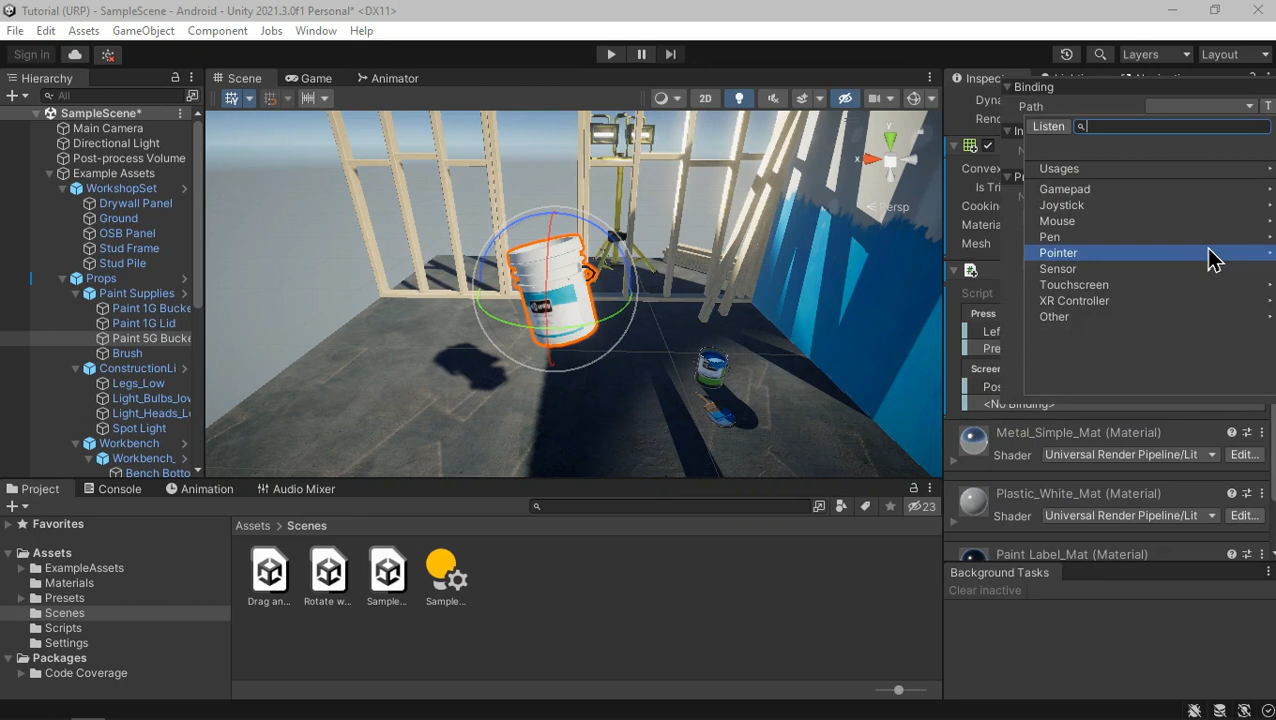 Tutorial (URP) - SampleScene - Android - Unity 2021.3.0f1 Personal* <DX11>
File Edit Assets GameObject Component Jobs Window Help
Sign in Layers Layout
Hierarchy Scene Game Animator
All 2D
SampleScene*
Main Camera
Directional Light
Post-process Volume
Example Assets
WorkshopSet
Drywall Panel
Ground
OSB Panel
Stud Frame
Stud Pile
Props
Paint Supplies
Paint 1G Bucke
Paint 1G Lid
Paint 5G Bucke
Brush
ConstructionLi
Legs_Low
Light_Bulbs_lov
Light_Heads_L
Spot Light
Workbench
Workbench_
Bench Botto
y
x
Persp
Inspec
Binding
Dyna
Path T
Ren
Listen
In
Convex
Is Tri
Cooking
Materia
Mesh
Usages
Gamepad
Joystick
Mouse
Pen
Pointer
Sensor
Touchscreen
XR Controller
Other
Script
Press
Left
Pre
Screen
Pos
<No Binding>
Metal_Simple_Mat (Material)
Shader Universal Render Pipeline/Lit Edit...
Plastic_White_Mat (Material)
Shader Universal Render Pipeline/Lit Edit...
Paint Label_Mat (Material)
Background Tasks
Clear inactive
Project Console Animation Audio Mixer
23
Favorites
Assets
ExampleAssets
Materials
Presets
Scenes
Scripts
Settings
Packages
Code Coverage
Assets > Scenes
Drag an... Rotate w... Sample... Sample...